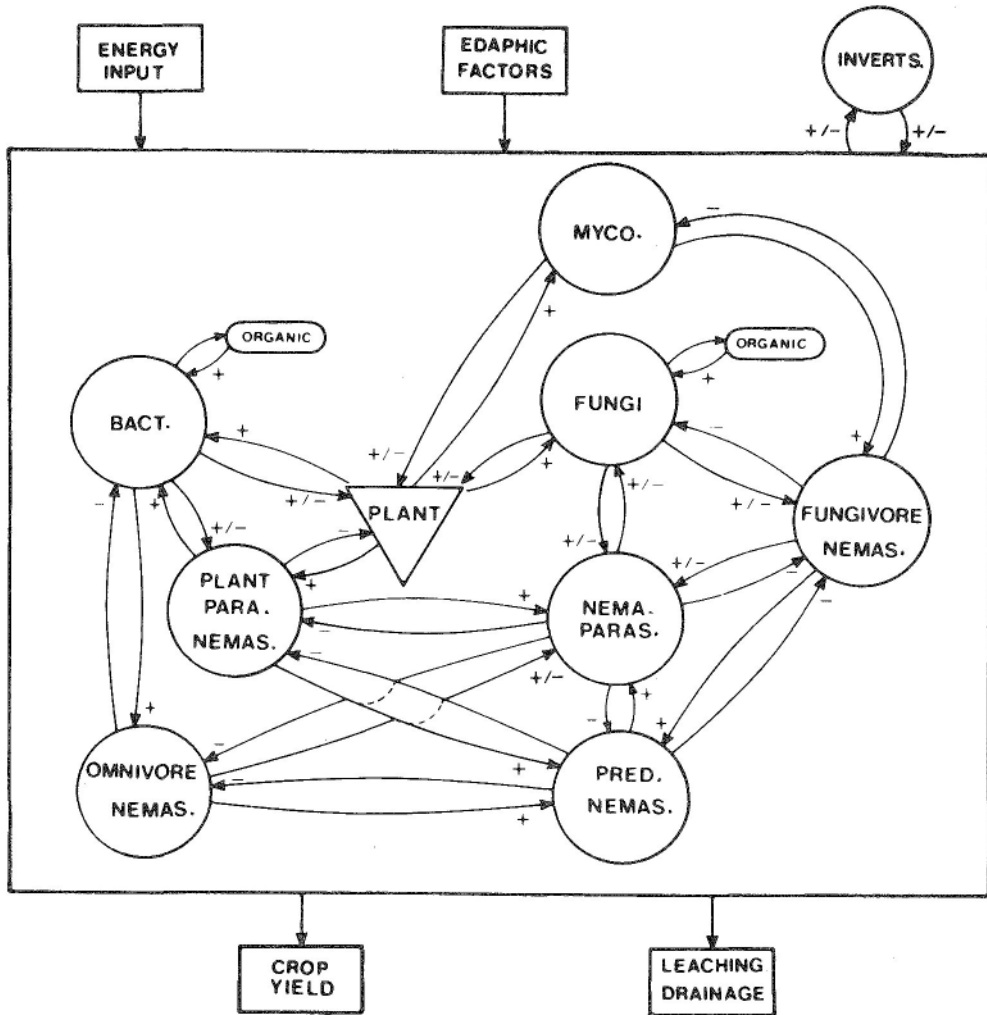 ENERGY
INPUT
EDAPHIC
FACTORS
INVERTS.
+/-
+/-
MYCO.
-
+
ORGANIC
+
ORGANIC
+
BACT.
FUNGI
+
+/-
+/-
+
-
+
+/-
+/-
PLANT
+/-
FUNGIVORE
NEMAS.
-
+
+/-
-
+/-
+/-
-
+
PLANT
PARA.
NEMAS.
+
-
NEMA.
PARAS.
-
-
+/-
+
-
+
-
+
-
+
+
OMNIVORE
NEMAS.
-
+
PRED.
NEMAS.
CROP
YIELD
LEACHING
DRAINAGE